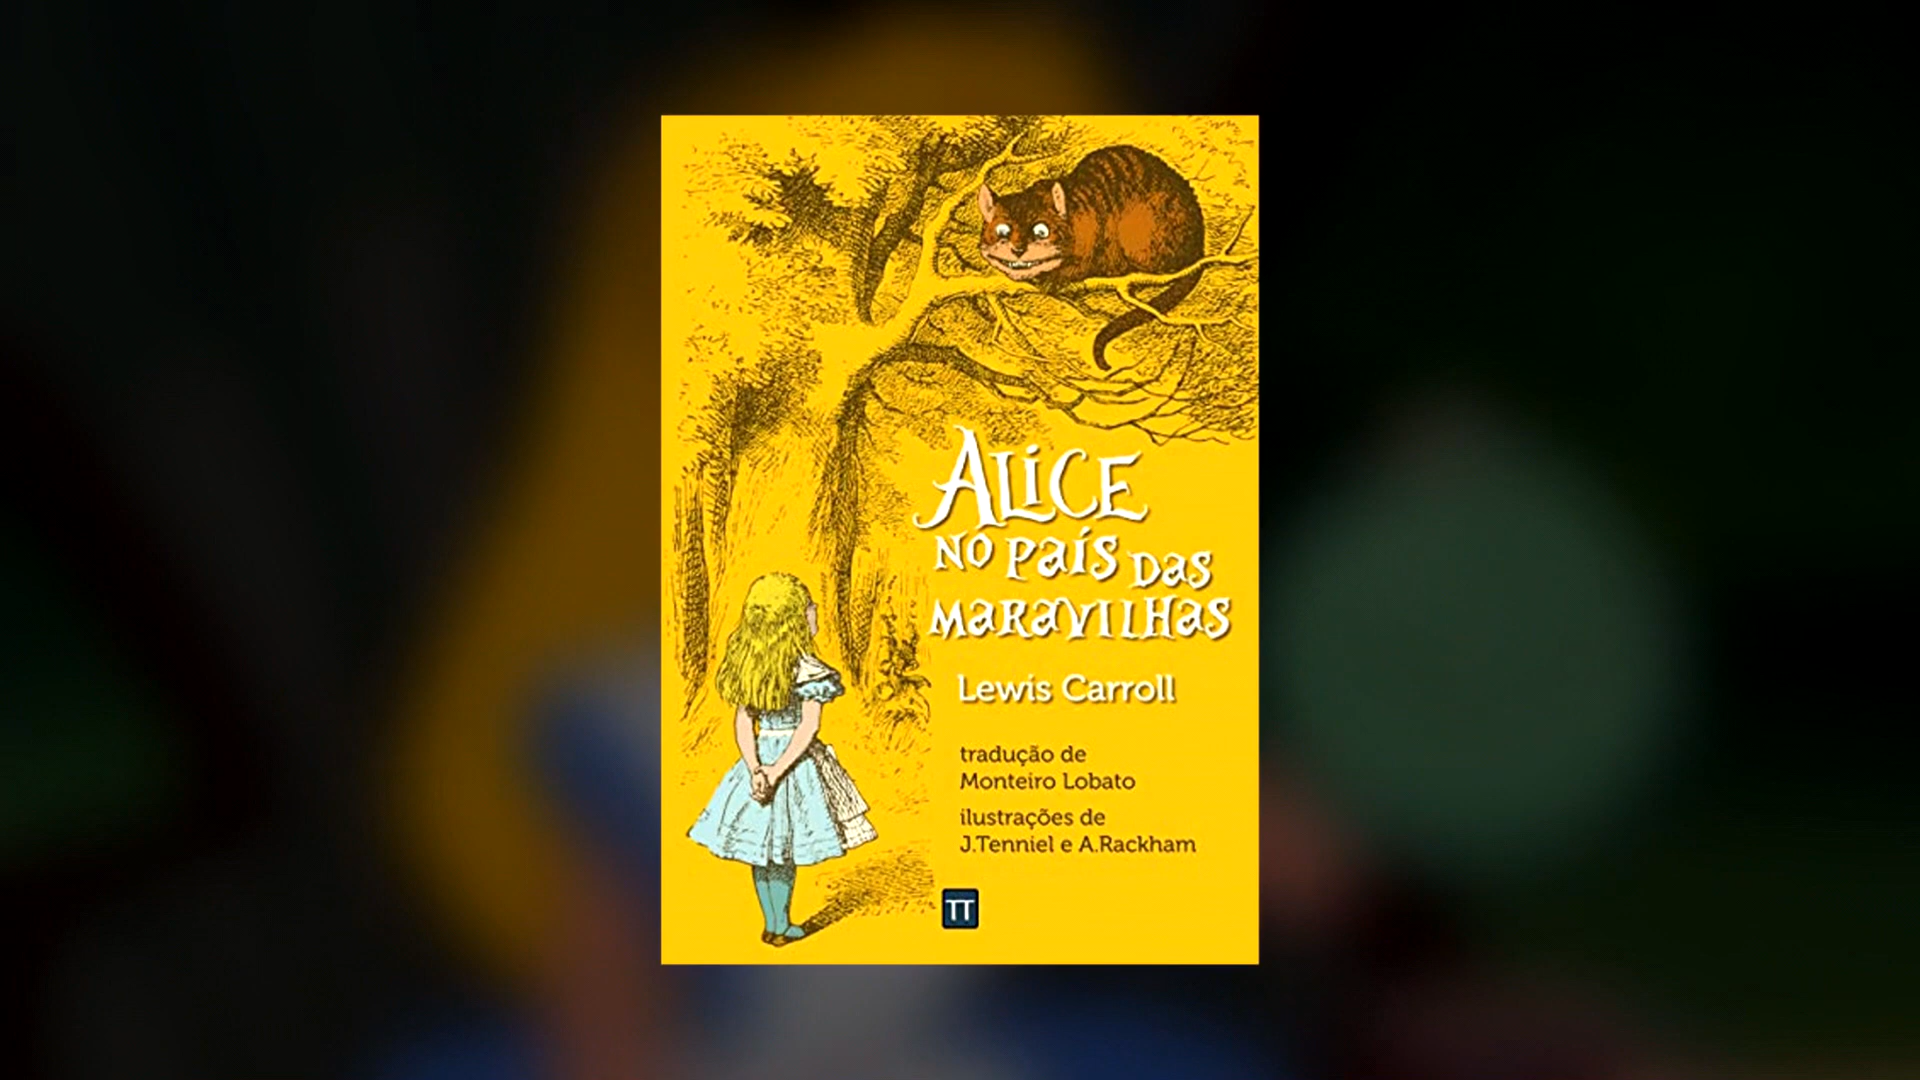 ALiCE
NO País Das
MaRaViLHas
Lewis Carroll
tradução de
Monteiro Lobato
ilustrações de
J.Tenniel e A.Rackham
TT